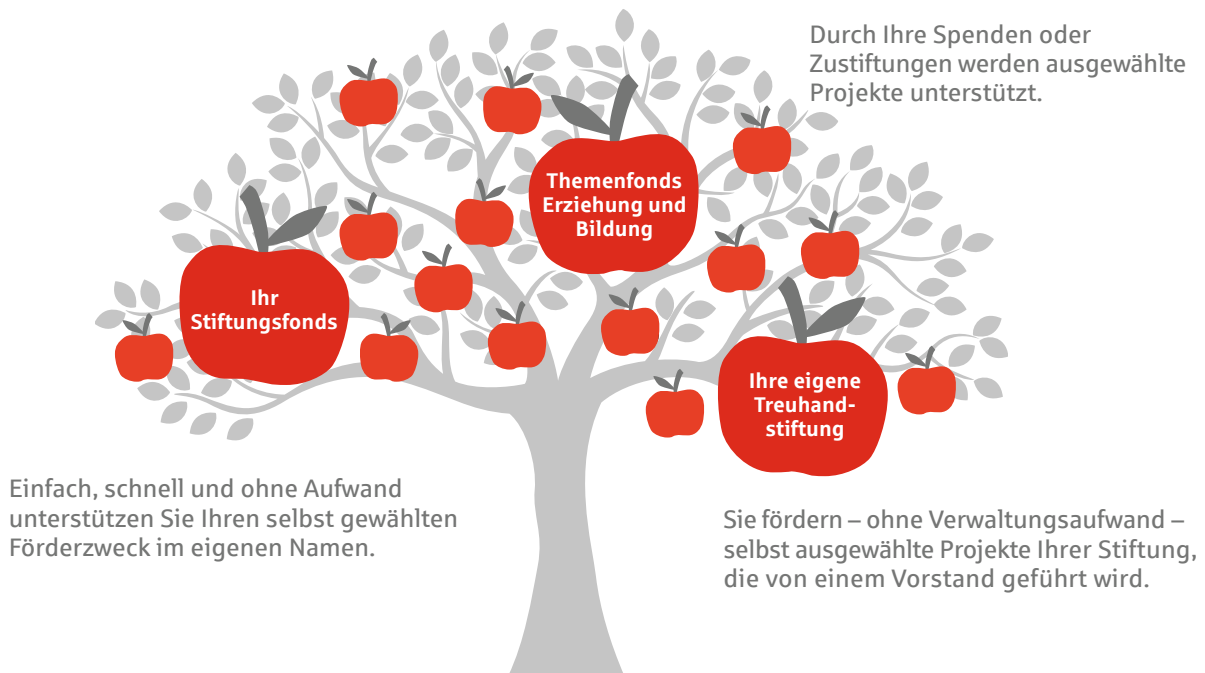 Durch Ihre Spenden oder
Zustiftungen werden ausgewählte
Projekte unterstützt.
Themenfonds
Erziehung und
Bildung
Ihr
Stiftungsfonds
Ihre eigene
Treuhand-
stiftung
Einfach, schnell und ohne Aufwand
unterstützen Sie Ihren selbst gewählten
Förderzweck im eigenen Namen.
Sie fördern – ohne Verwaltungsaufwand –
selbst ausgewählte Projekte Ihrer Stiftung,
die von einem Vorstand geführt wird.